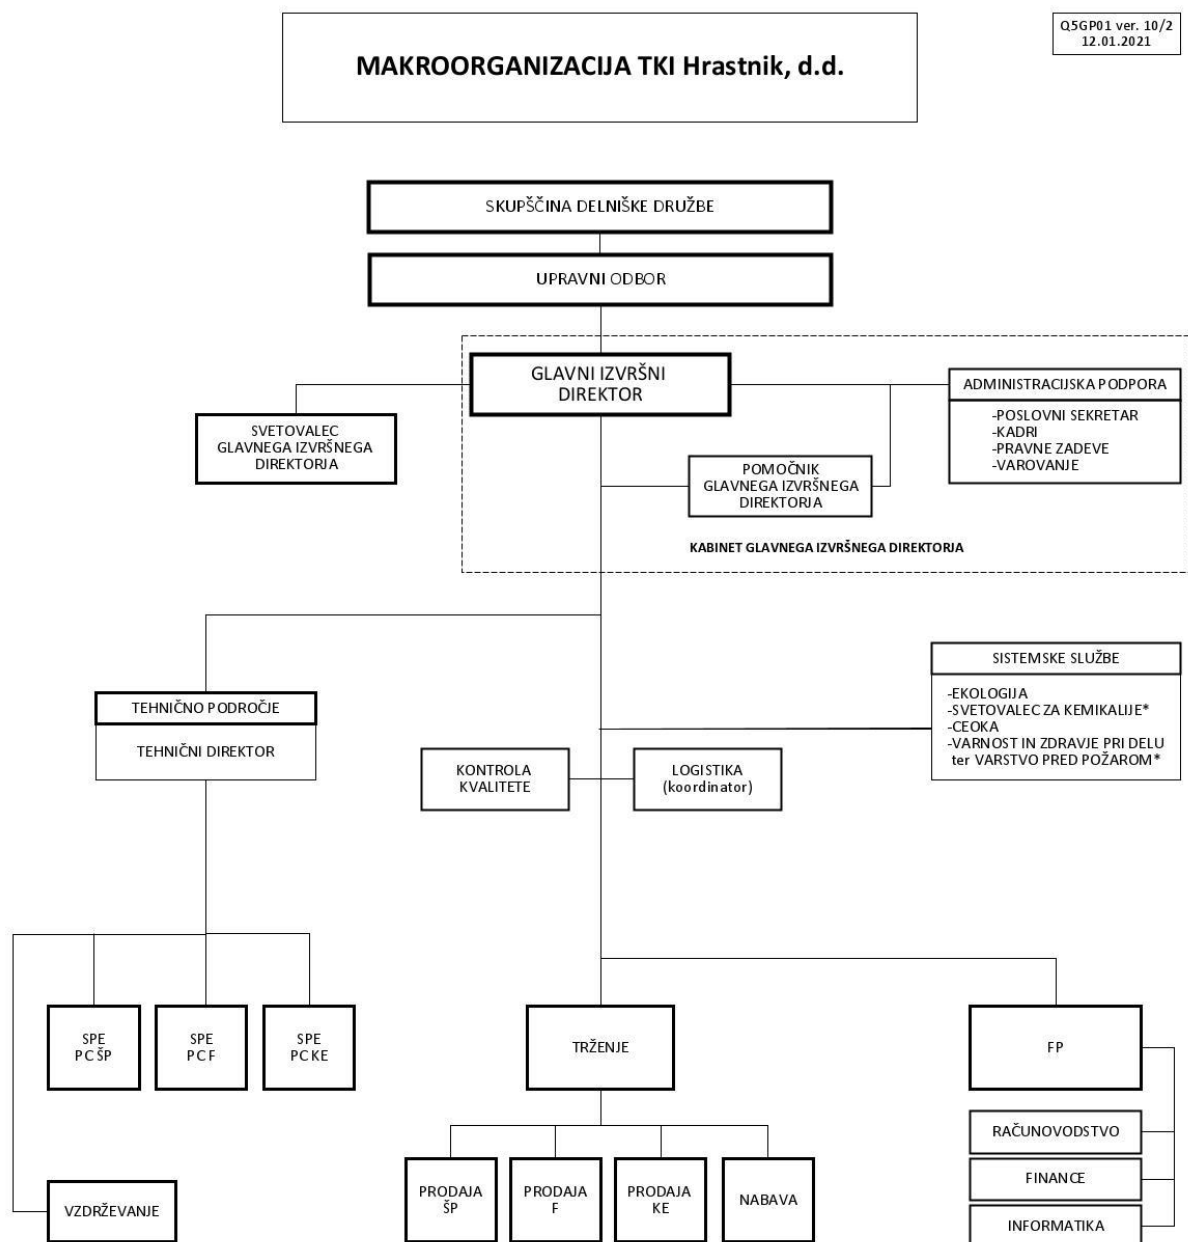 MAKROORGANIZACIJA TKI Hrastnik, d.d.
Q5GP01 ver. 10/2
12.01.2021
SKUPŠČINA DELNIŠKE DRUŽBE
UPRAVNI ODBOR
GLAVNI IZVRŠNI
DIREKTOR
SVETOVALEC
GLAVNEGA IZVRŠNEGA
DIREKTORJA
ADMINISTRACIJSKA PODPORA
-POSLOVNI SEKRETAR
-KADRI
-PRAVNE ZADEVE
-VAROVANJE
POMOČNIK
GLAVNEGA IZVRŠNEGA
DIREKTORJA
KABINET GLAVNEGA IZVRŠNEGA DIREKTORJA
TEHNIČNO PODROČJE
TEHNIČNI DIREKTOR
SISTEMSKE SLUŽBE
-EKOLOGIJA
-SVETOVALEC ZA KEMIKALIJE*
-CEOKA
-VARNOST IN ZDRAVJE PRI DELU
ter VARSTVO PRED POŽAROM*
KONTROLA
KVALITETE
LOGISTIKA
(koordinator)
SPE
PC ŠP
SPE
PC F
SPE
PC KE
TRŽENJE
FP
VZDRŽEVANJE
PRODAJA
ŠP
PRODAJA
F
PRODAJA
KE
NABAVA
RAČUNOVODSTVO
FINANCE
INFORMATIKA